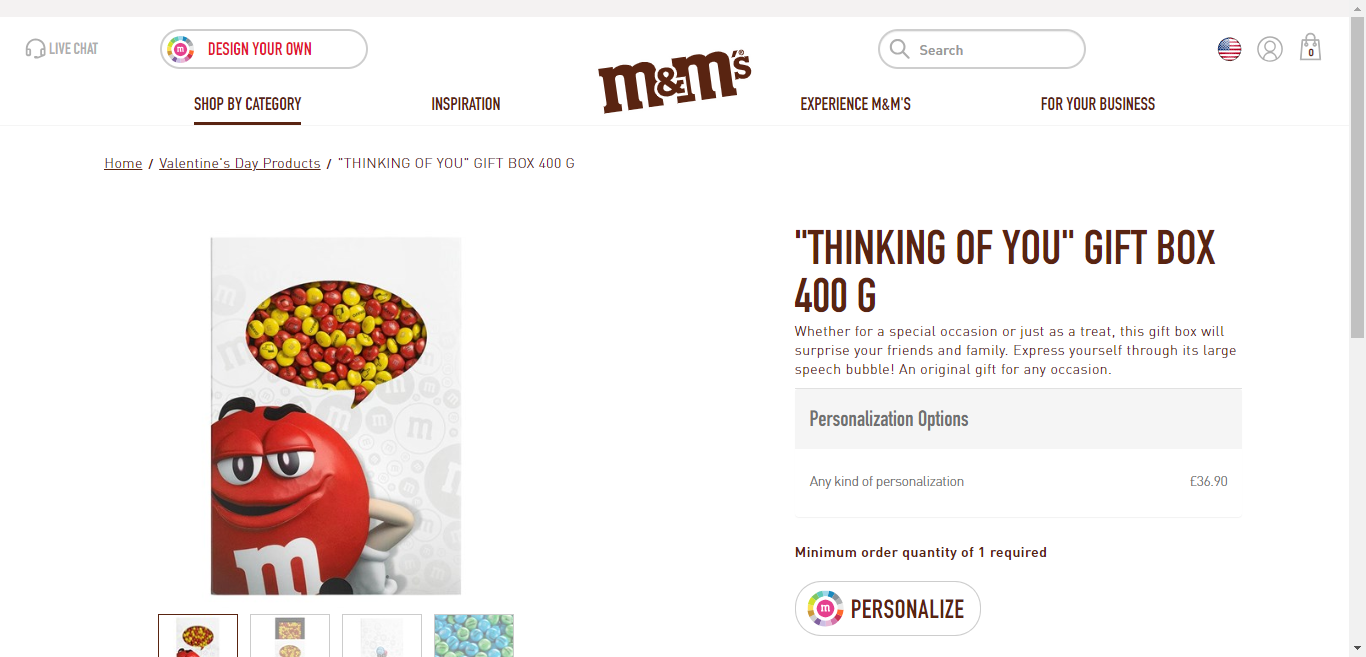 LIVE CHAT
DESIGN YOUR OWN
m&m's
Search
0
SHOP BY CATEGORY
INSPIRATION
EXPERIENCE M&M'S
FOR YOUR BUSINESS
Home / Valentine's Day Products / "THINKING OF YOU" GIFT BOX 400 G
"THINKING OF YOU" GIFT BOX
400 G
Whether for a special occasion or just as a treat, this gift box will
surprise your friends and family. Express yourself through its large
speech bubble! An original gift for any occasion.
Personalization Options
Any kind of personalization £36.90
Minimum order quantity of 1 required
m PERSONALIZE
m